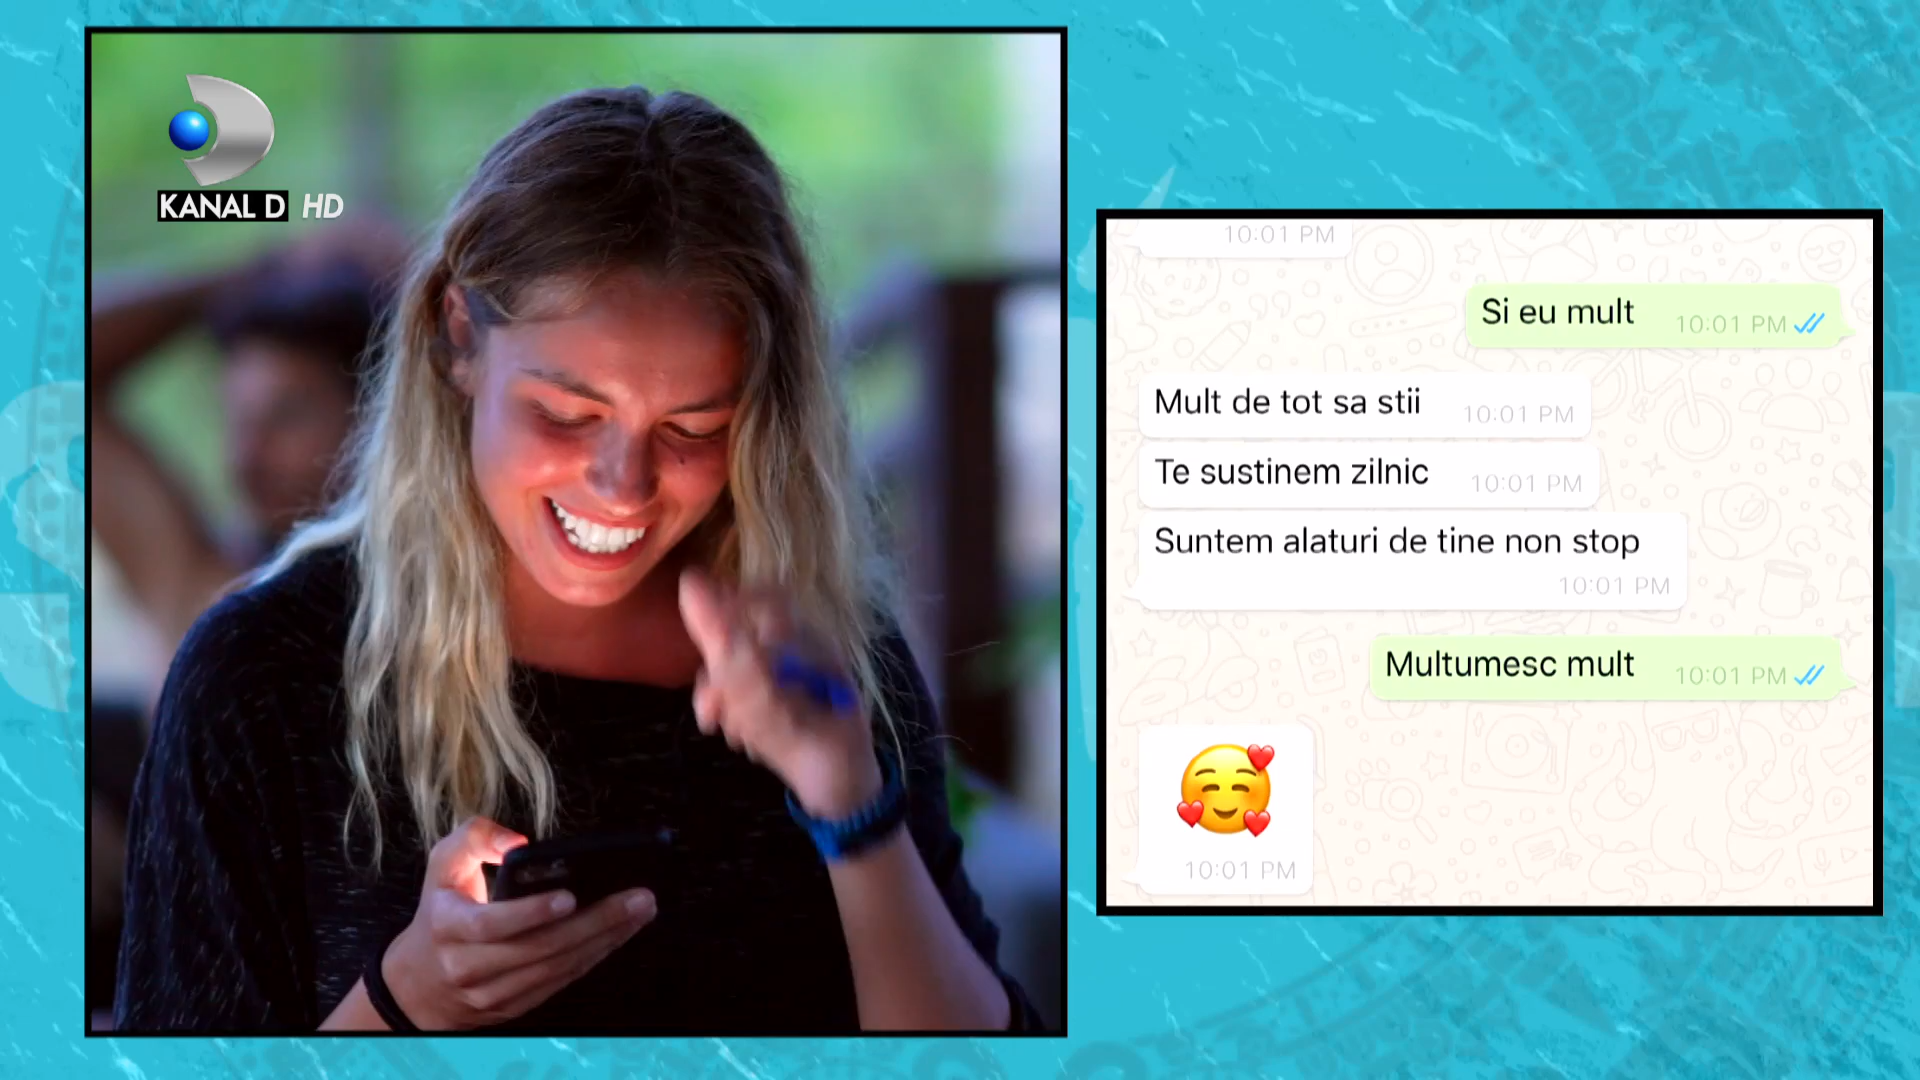 KANAL D HD
10:01 PM
Si eu mult 10:01 PM
Mult de tot sa stii 10:01 PM
Te sustinem zilnic 10:01 PM
Suntem alaturi de tine non stop
10:01 PM
Multumesc mult 10:01 PM
10:01 PM